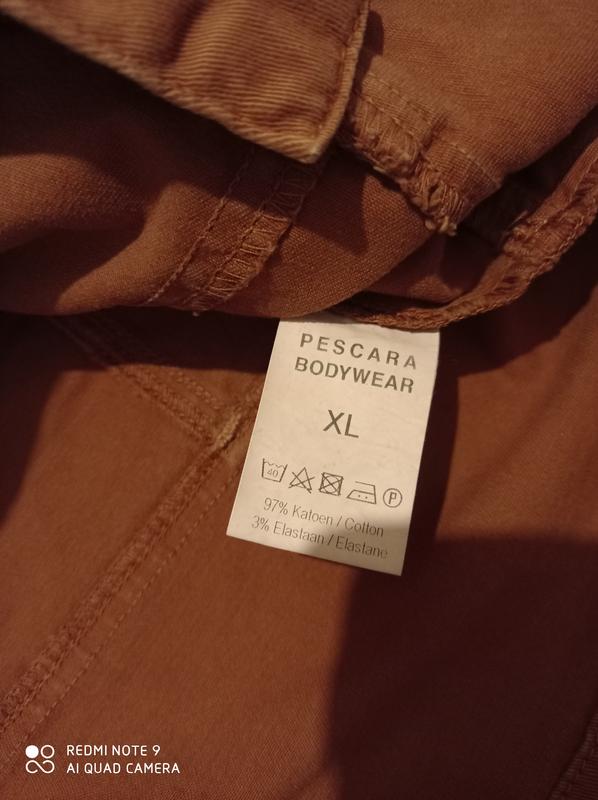 PESCARA
BODYWEAR
XL
40
P
97% Katoen / Cotton
3% Elastaan / Elastane
REDMI NOTE 9
AI QUAD CAMERA